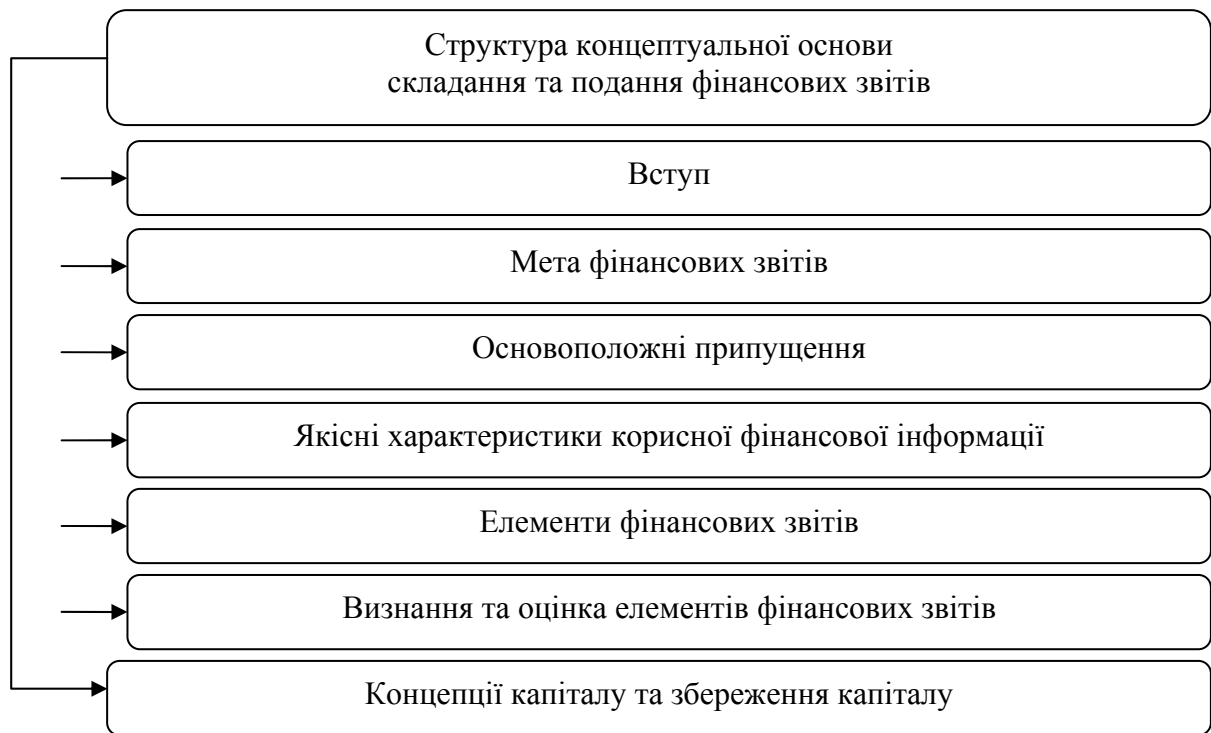 Структура концептуальної основи
складання та подання фінансових звітів
Вступ
Мета фінансових звітів
Основоположні припущення
Якісні характеристики корисної фінансової інформації
Елементи фінансових звітів
Визнання та оцінка елементів фінансових звітів
Концепції капіталу та збереження капіталу